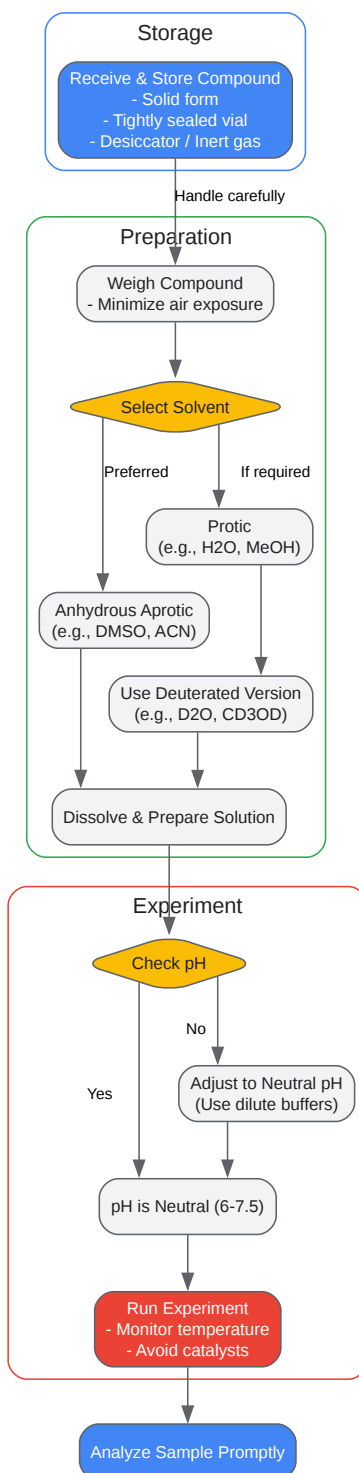 Storage
Receive & Store Compound
- Solid form
- Tightly sealed vial
- Desiccator / Inert gas
Handle carefully
Preparation
Weigh Compound
- Minimize air exposure
Select Solvent
Preferred
If required
Protic
(e.g., H2O, MeOH)
Anhydrous Aprotic
(e.g., DMSO, ACN)
Use Deuterated Version
(e.g., D2O, CD3OD)
Dissolve & Prepare Solution
Experiment
Check pH
No
Adjust to Neutral pH
(Use dilute buffers)
Yes
pH is Neutral (6-7.5)
Run Experiment
- Monitor temperature
- Avoid catalysts
Analyze Sample Promptly